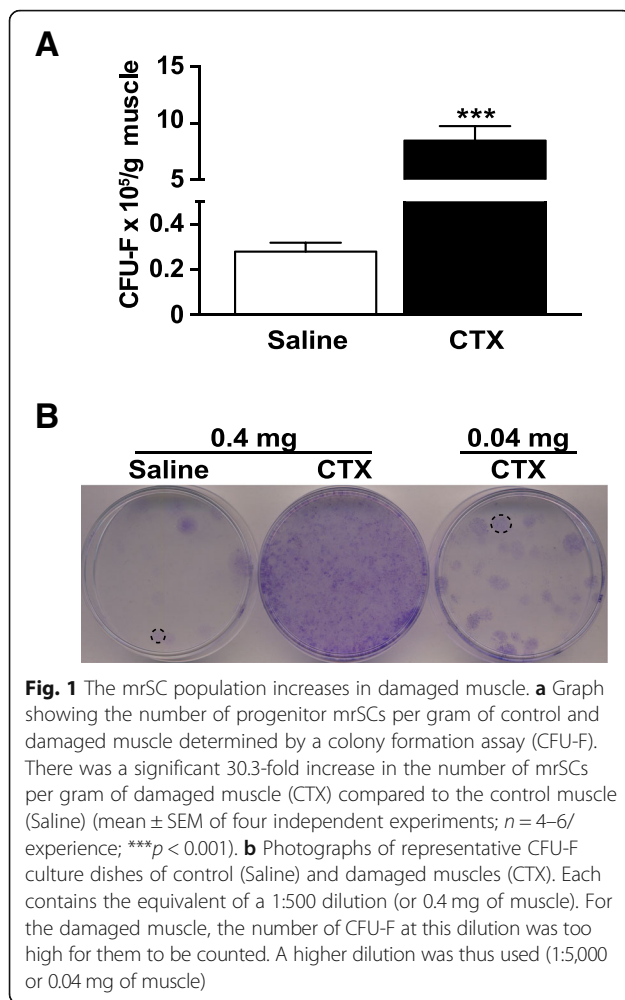 A
CFU-F x 10⁵/g muscle
15
10
5
0.4
0.2
0
***
Saline
CTX
B
0.4 mg
0.04 mg
Saline
CTX
CTX
Fig. 1 The mrSC population increases in damaged muscle. a Graph
showing the number of progenitor mrSCs per gram of control and
damaged muscle determined by a colony formation assay (CFU-F).
There was a significant 30.3-fold increase in the number of mrSCs
per gram of damaged muscle (CTX) compared to the control muscle
(Saline) (mean ± SEM of four independent experiments; n = 4–6/
experience; ***p < 0.001). b Photographs of representative CFU-F
culture dishes of control (Saline) and damaged muscles (CTX). Each
contains the equivalent of a 1:500 dilution (or 0.4 mg of muscle). For
the damaged muscle, the number of CFU-F at this dilution was too
high for them to be counted. A higher dilution was thus used (1:5,000
or 0.04 mg of muscle)